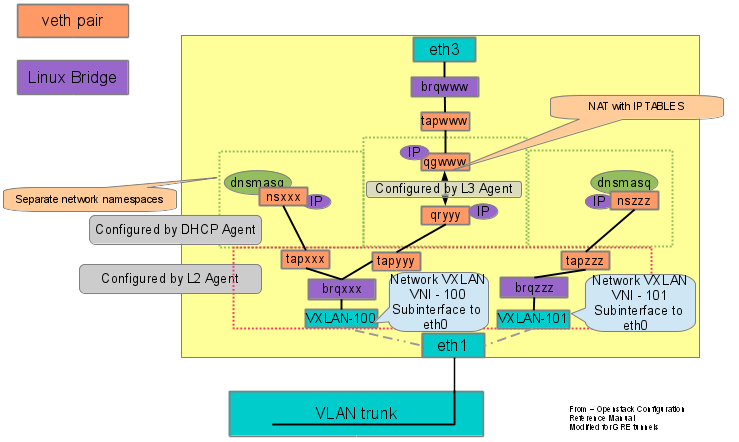 veth pair
Linux Bridge
eth3
brqwww
tapwww
NAT with IPTABLES
IP
qgwww
Configured by L3 Agent
qryyy
IP
dnsmasq
nsxxx
IP
dnsmasq
IP
nszzz
Separate network namespaces
Configured by DHCP Agent
Configured by L2 Agent
tapxxx
tapyyy
tapzzz
brqxxx
brqzzz
Network VXLAN
VNI - 100
Subinterface to
eth0
Network VXLAN
VNI - 101
Subinterface to
eth0
VXLAN-100
VXLAN-101
eth1
VLAN trunk
From – Openstack Configuration
Reference Manual
Modified for GRE tunnels